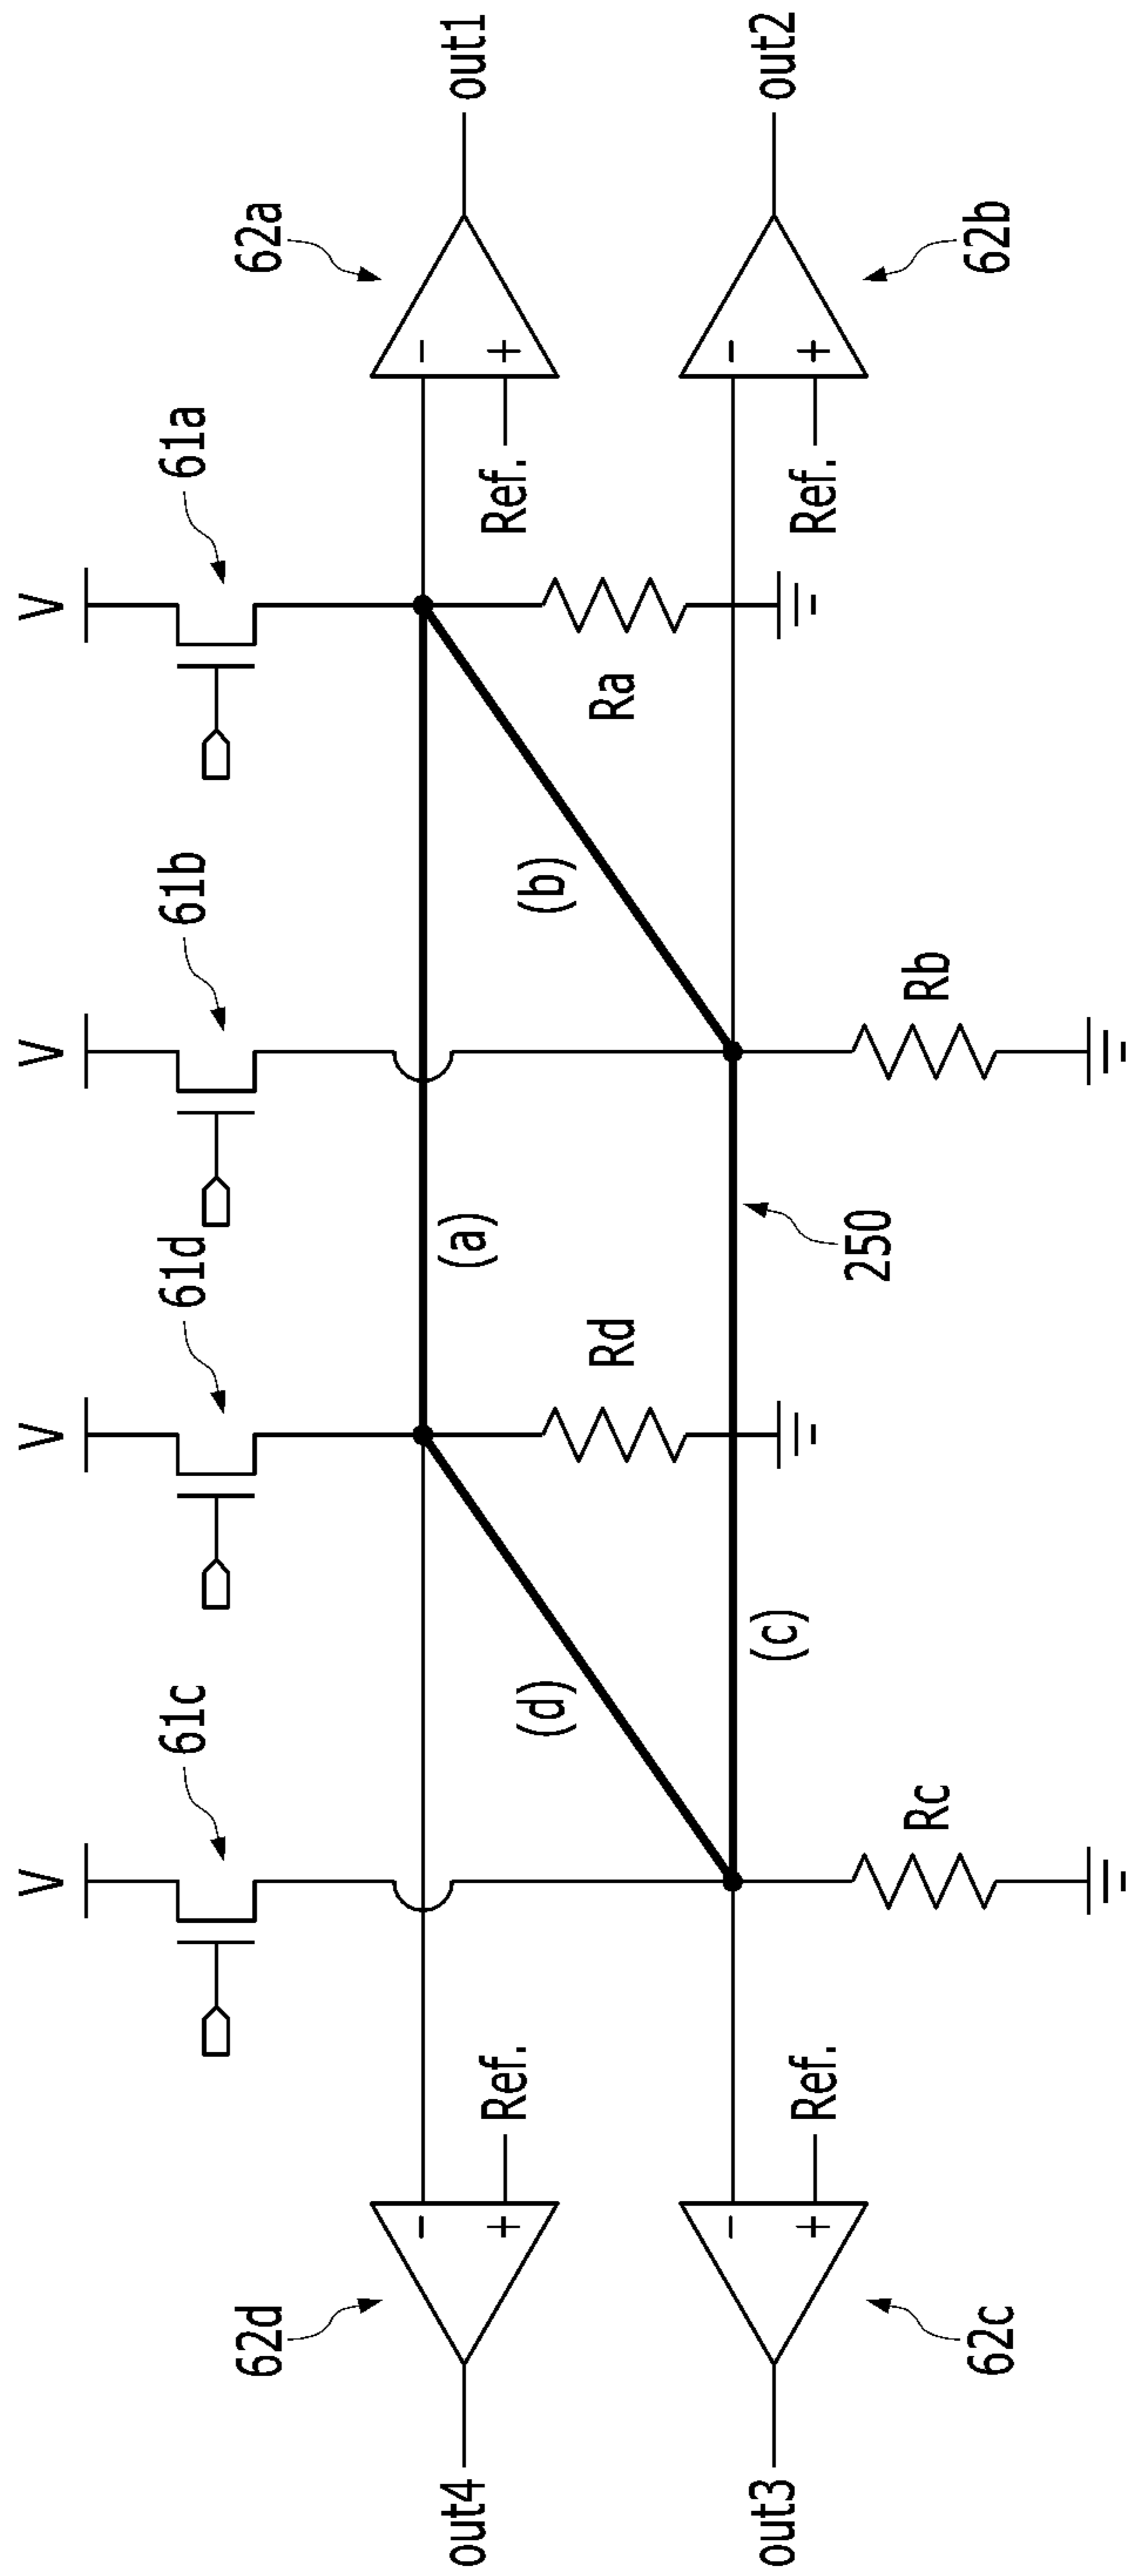 V
V
V
V
61c
61d
61b
61a
62d
62a
out4
out1
-
+
Ref.
-
+
Ref.
(d)
(a)
(b)
Rd
Ra
out3
out2
-
+
Ref.
-
+
Ref.
(c)
250
62c
62b
Rc
Rb